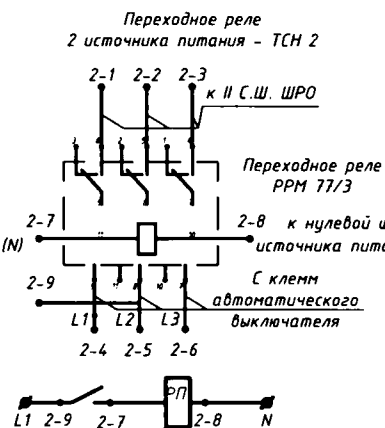 Переходное реле
2 источника питания - ТСН 2
2-1 2-2 2-3
к II С.Ш. ШРО
Переходное реле
РРМ 77/3
2-7
2-8
к нулевой ш
(N)
источника пита
2-9
С клемм
автоматического
выключателя
L1 L2 L3
2-4 2-5 2-6
РП
L1 2-9 2-7 2-8 N